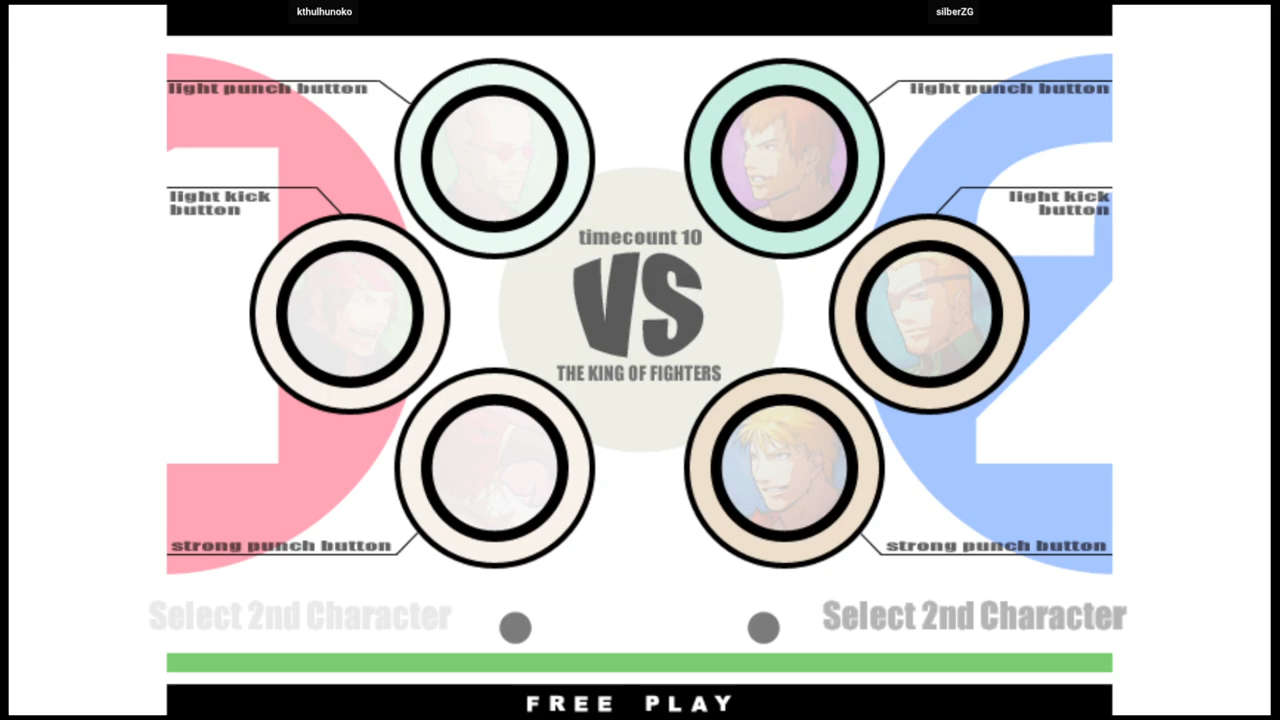 kthulhunoko
silberZG
light punch button
light punch button
light kick
button
light kick
button
timecount 10
VS
THE KING OF FIGHTERS
strong punch button
strong punch button
Select 2nd Character
Select 2nd Character
FREE PLAY